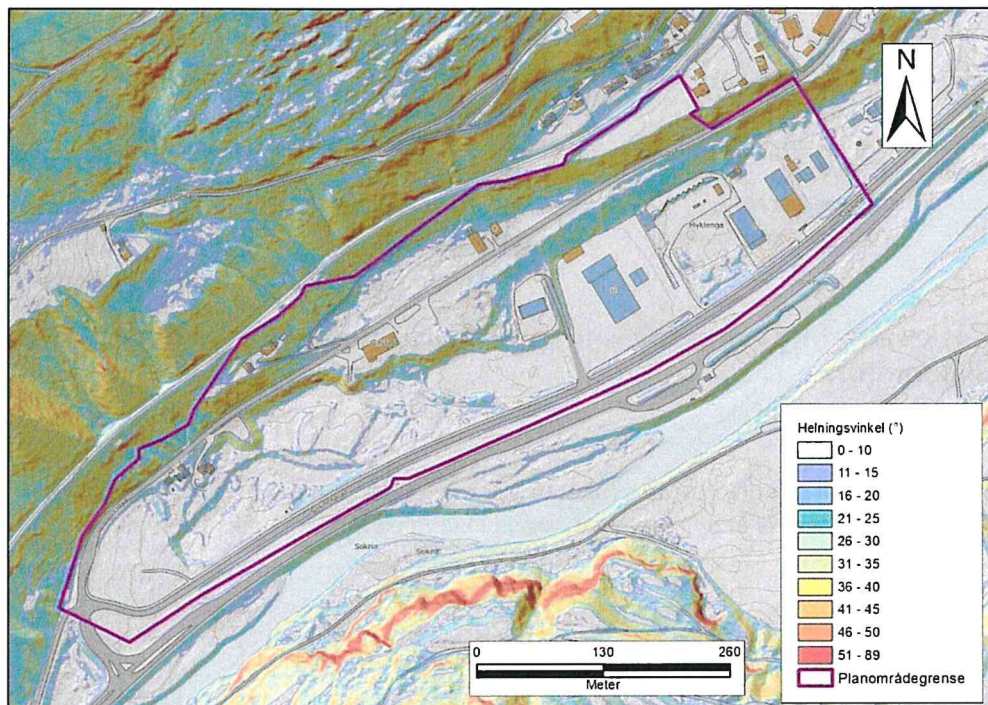 N
Hyklenga
Sokna
Sokna
0 130 260
Meter
Helningsvinkel (°)
0 - 10
11 - 15
16 - 20
21 - 25
26 - 30
31 - 35
36 - 40
41 - 45
46 - 50
51 - 89
Planområdegrense